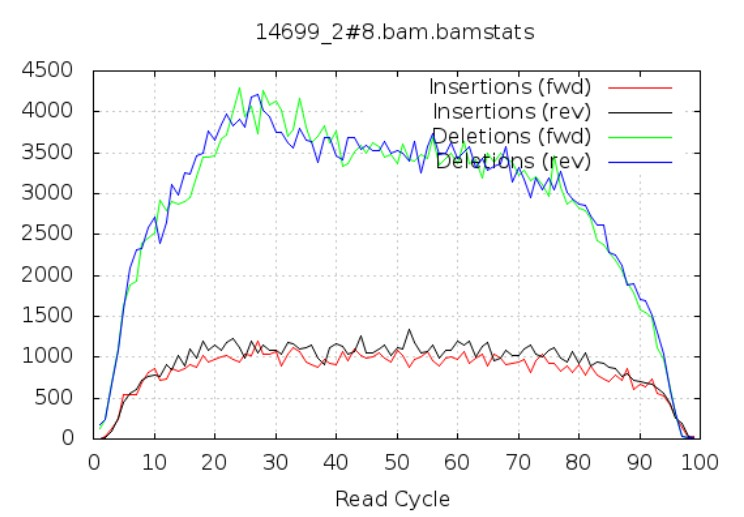 14699_2#8.bam.bamstats
4500
4000
3500
3000
2500
2000
1500
1000
500
0
Insertions (fwd)
Insertions (rev)
Deletions (fwd)
Deletions (rev)
0 10 20 30 40 50 60 70 80 90 100
Read Cycle